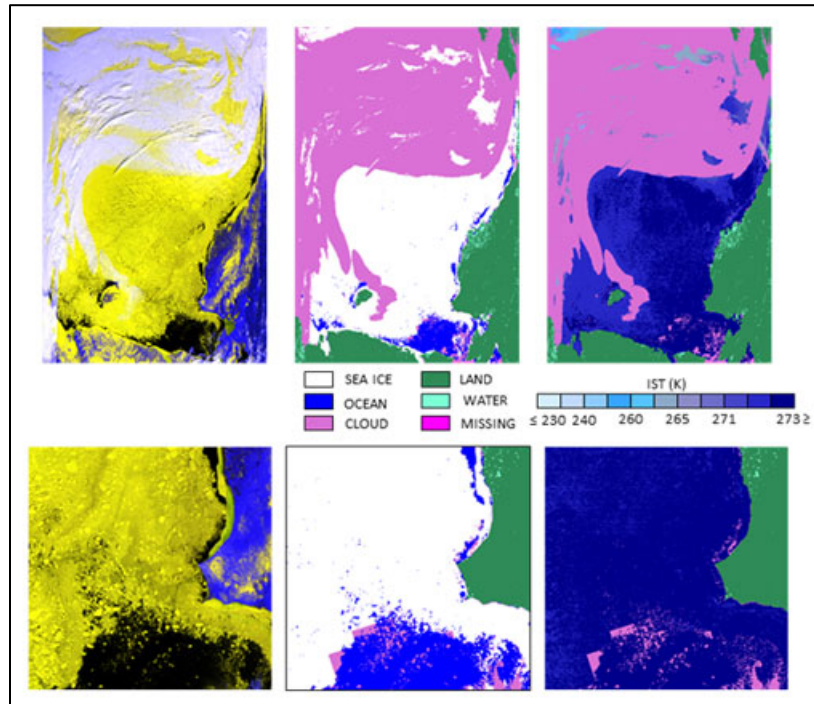 SEA ICE LAND
OCEAN WATER
CLOUD MISSING
IST (K)
≤ 230 240 260 265 271 273 ≥